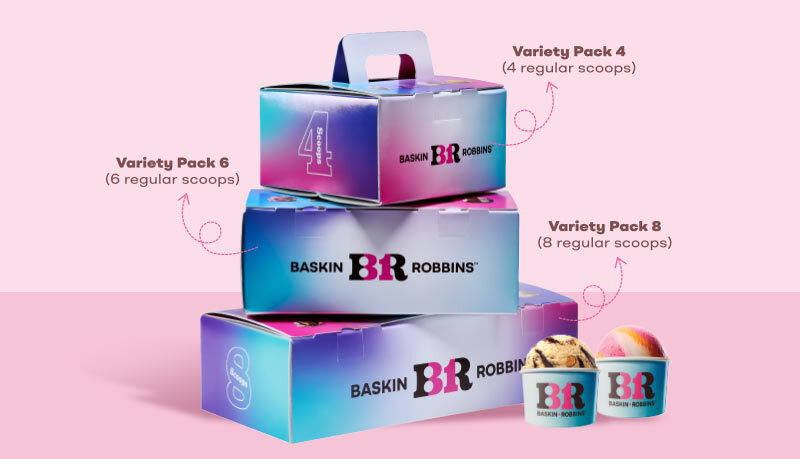 Variety Pack 4
(4 regular scoops)
4
Scoops
BASKIN BR ROBBINS™
Variety Pack 6
(6 regular scoops)
BASKIN BR ROBBINS™
Variety Pack 8
(8 regular scoops)
8
Scoops
BASKIN BR ROBBIN
BR
BASKIN · ROBBINS
BR
BASKIN · ROBBINS